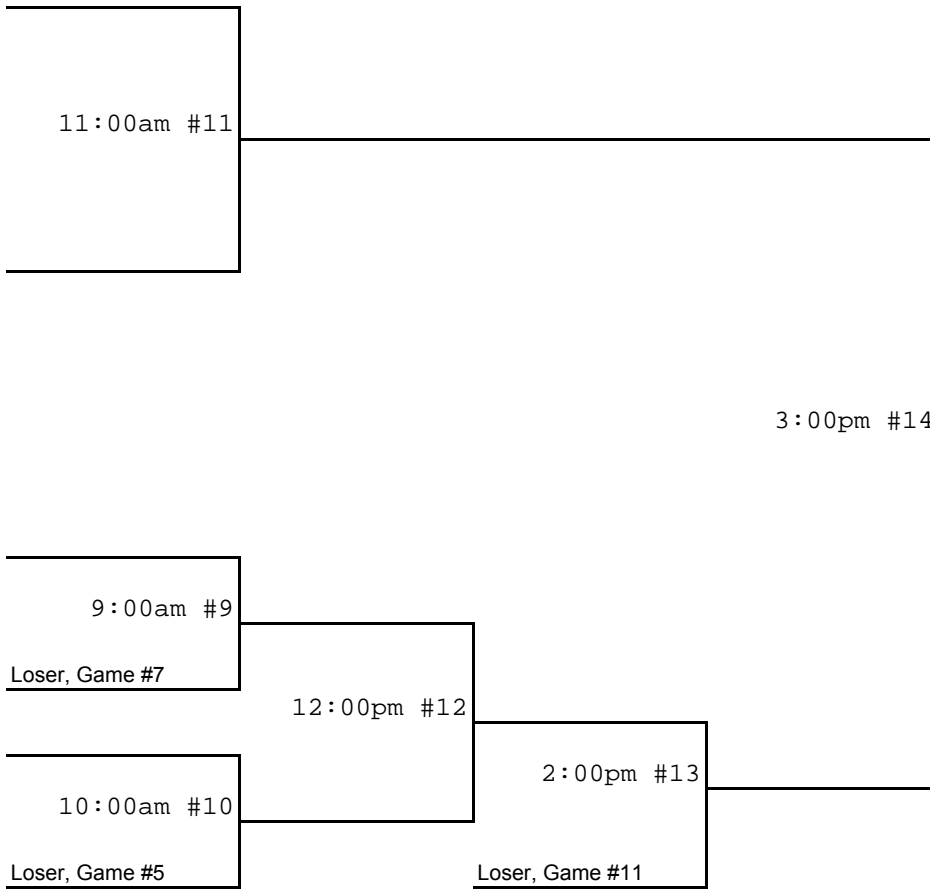 11:00am #11
3:00pm #14
9:00am #9
Loser, Game #7
12:00pm #12
2:00pm #13
10:00am #10
Loser, Game #5
Loser, Game #11